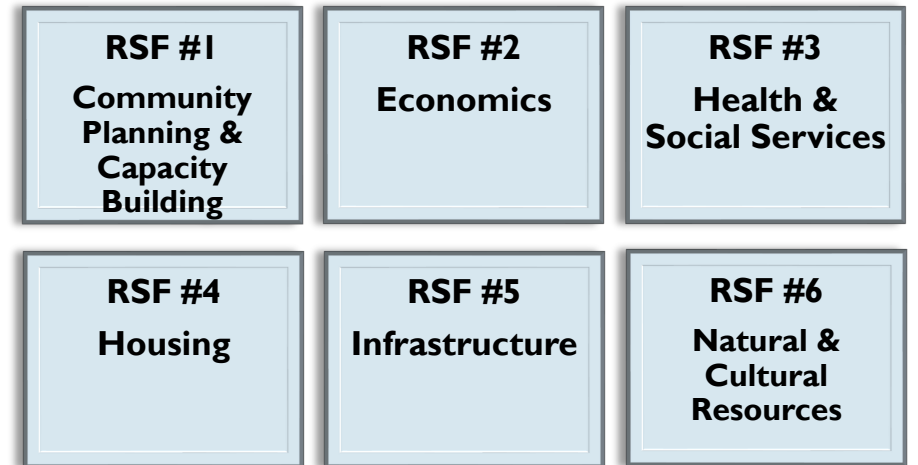 RSF #1
Community
Planning &
Capacity
Building
RSF #2
Economics
RSF #3
Health &
Social Services
RSF #4
Housing
RSF #5
Infrastructure
RSF #6
Natural &
Cultural
Resources